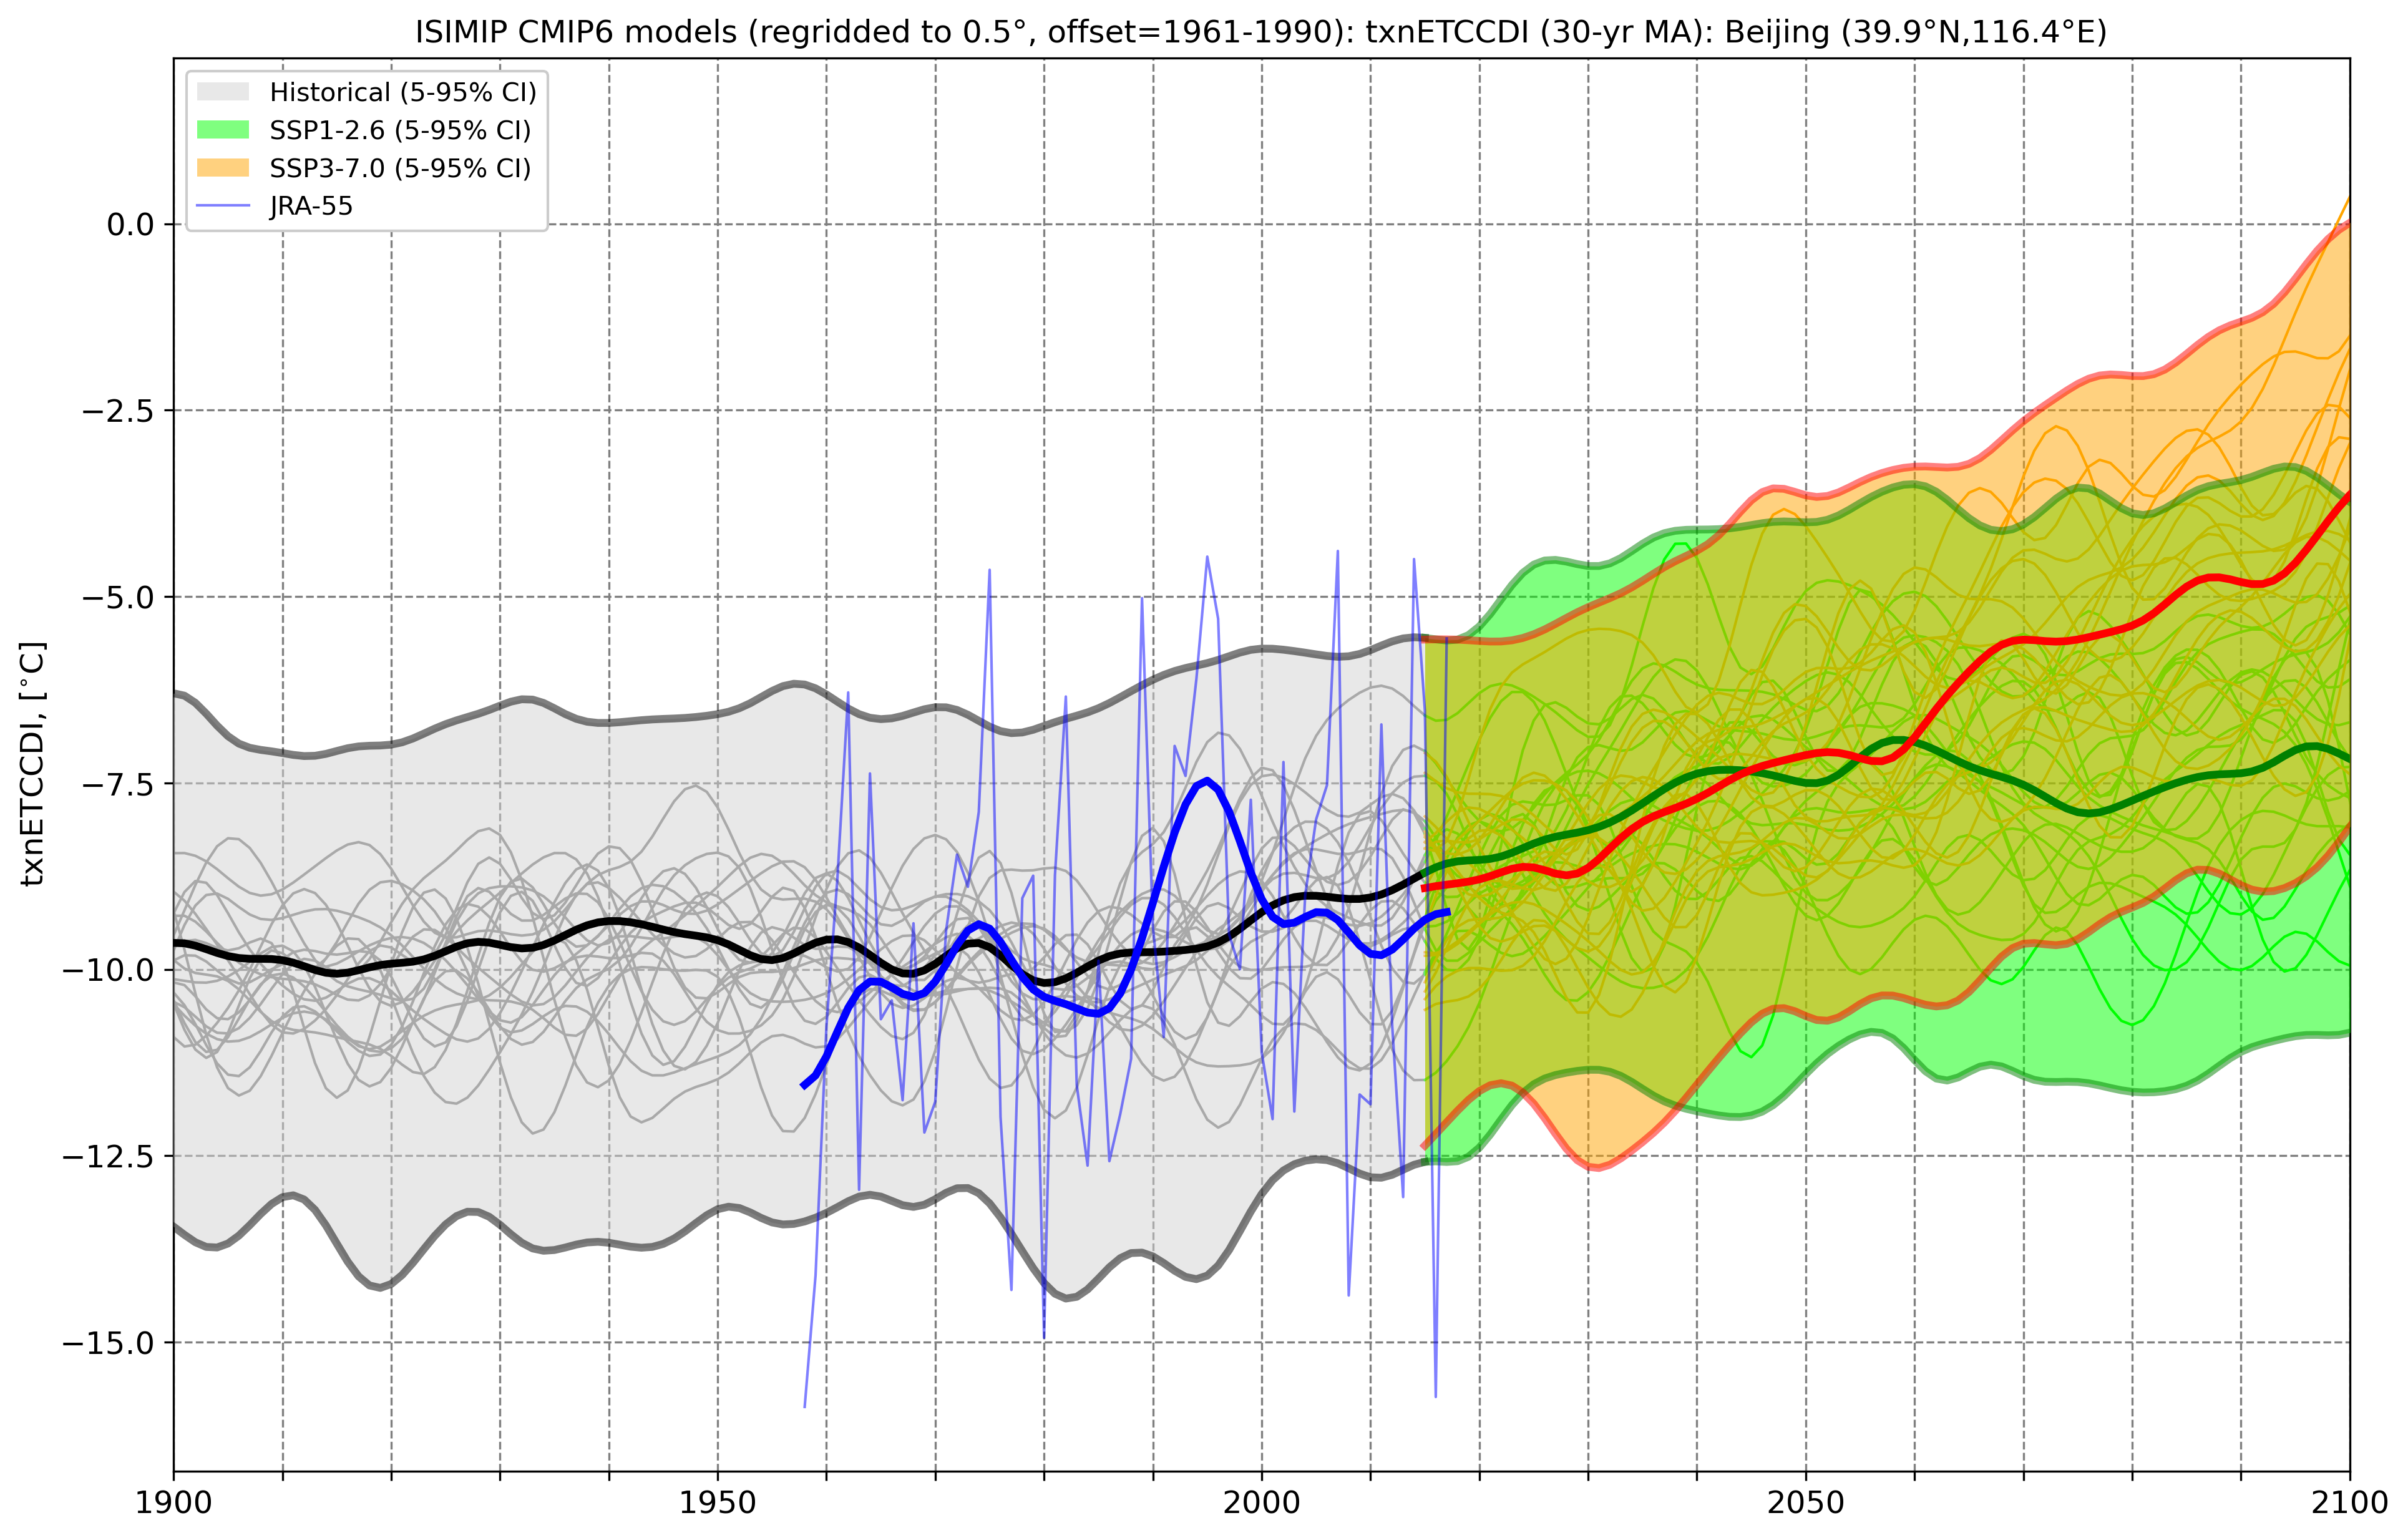 ISIMIP CMIP6 models (regridded to 0.5°, offset=1961-1990): txnETCCDI (30-yr MA): Beijing (39.9°N,116.4°E)
Historical (5-95% CI)
SSP1-2.6 (5-95% CI)
SSP3-7.0 (5-95% CI)
JRA-55
0.0
−2.5
−5.0
−7.5
−10.0
−12.5
−15.0
txnETCCDI, [°C]
1900
1950
2000
2050
2100